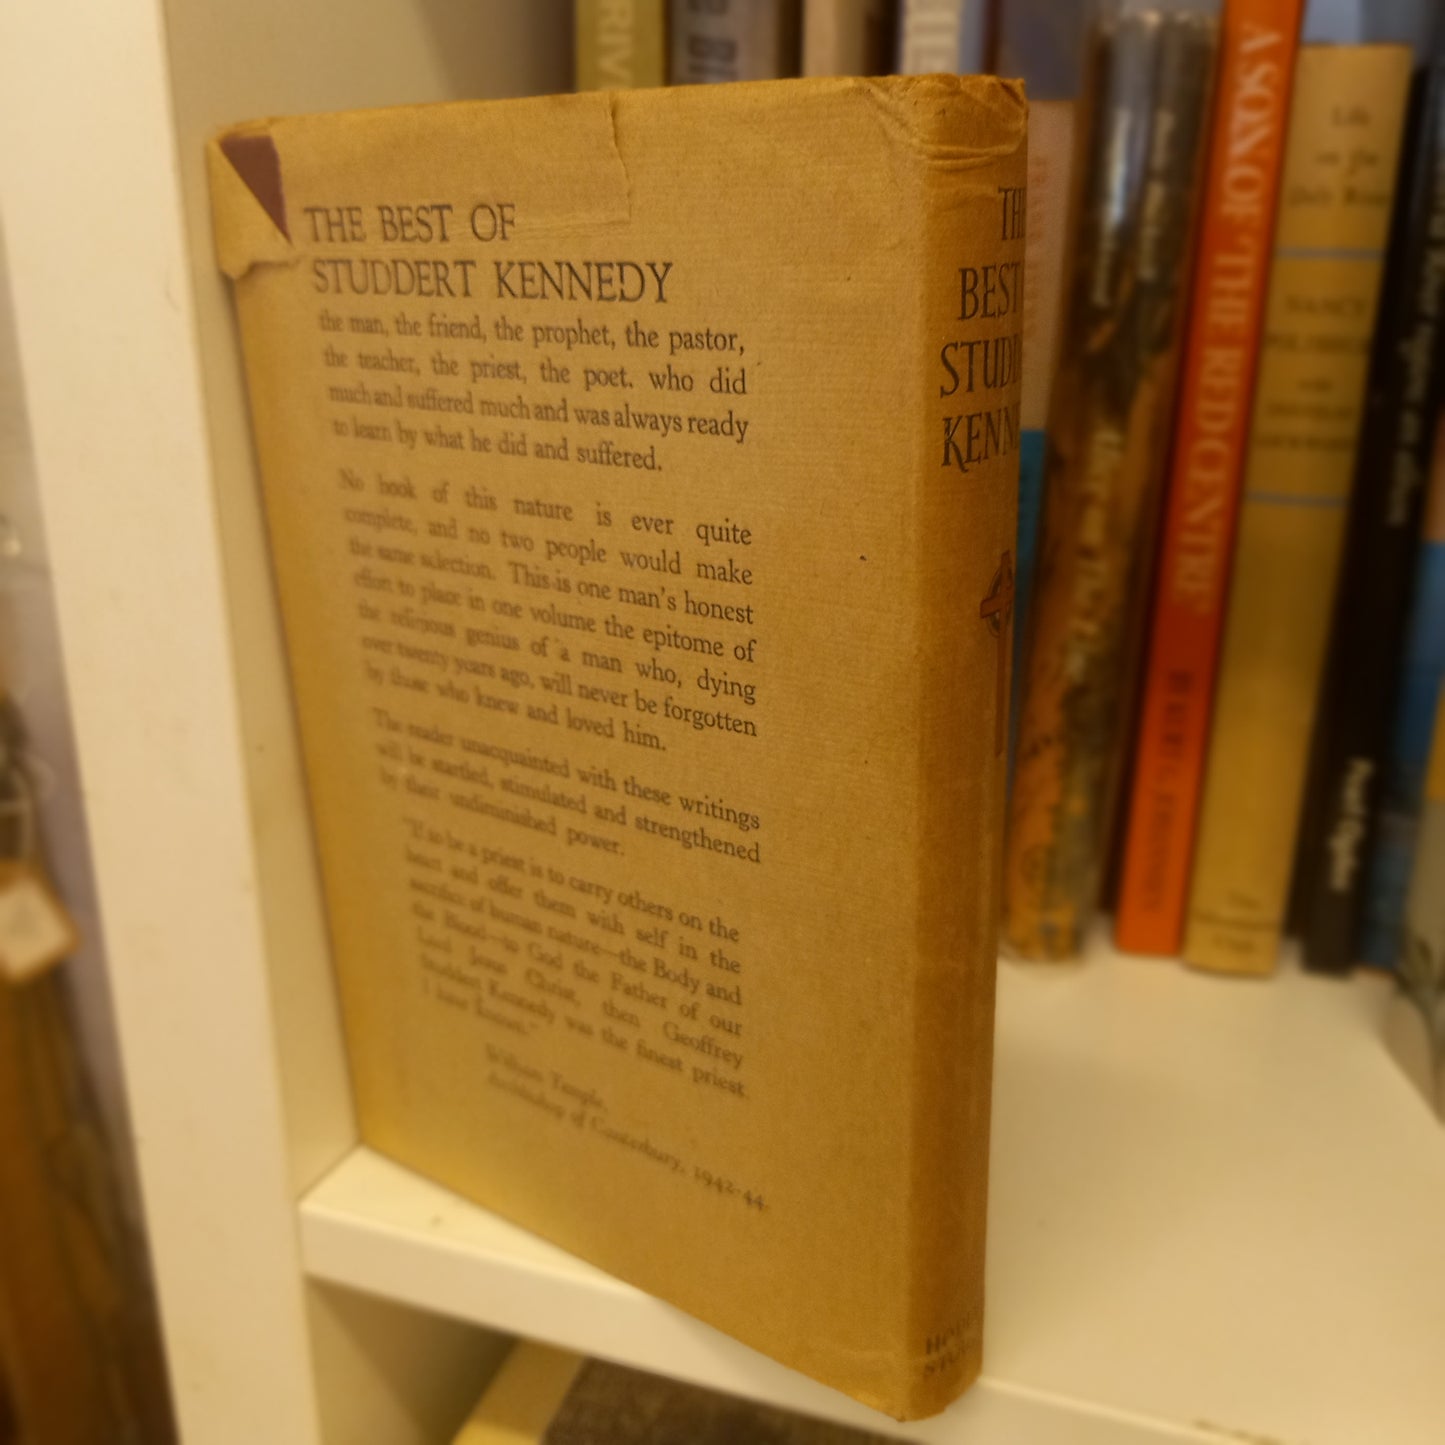 THE BEST OF
STUDDERT KENNEDY
the man, the friend, the prophet, the pastor,
the teacher, the priest, the poet. who did
much and suffered much and was always ready
to learn by what he did and suffered.
No book of this nature is ever quite
complete, and no two people would make
the same selection. This is one man's honest
effort to place in one volume the epitome of
the religious genius of a man who, dying
over twenty years ago, will never be forgotten
by those who knew and loved him.
The reader unacquainted with these writings
will be startled, stimulated and strengthened
by their undiminished power.
"If to be a priest is to carry others on the
heart and offer them with self in the
sacrifice of human nature—the Body and
the Blood—to God the Father of our
Lord Jesus Christ, then Geoffrey
Studdert Kennedy was the finest priest
I have known."
William Temple,
Archbishop of Canterbury, 1942-44.
THE
BEST
STUDD
KENN
A SON OF 'THE RED CENTRE'
Life
on the
Daily Road
NANCY